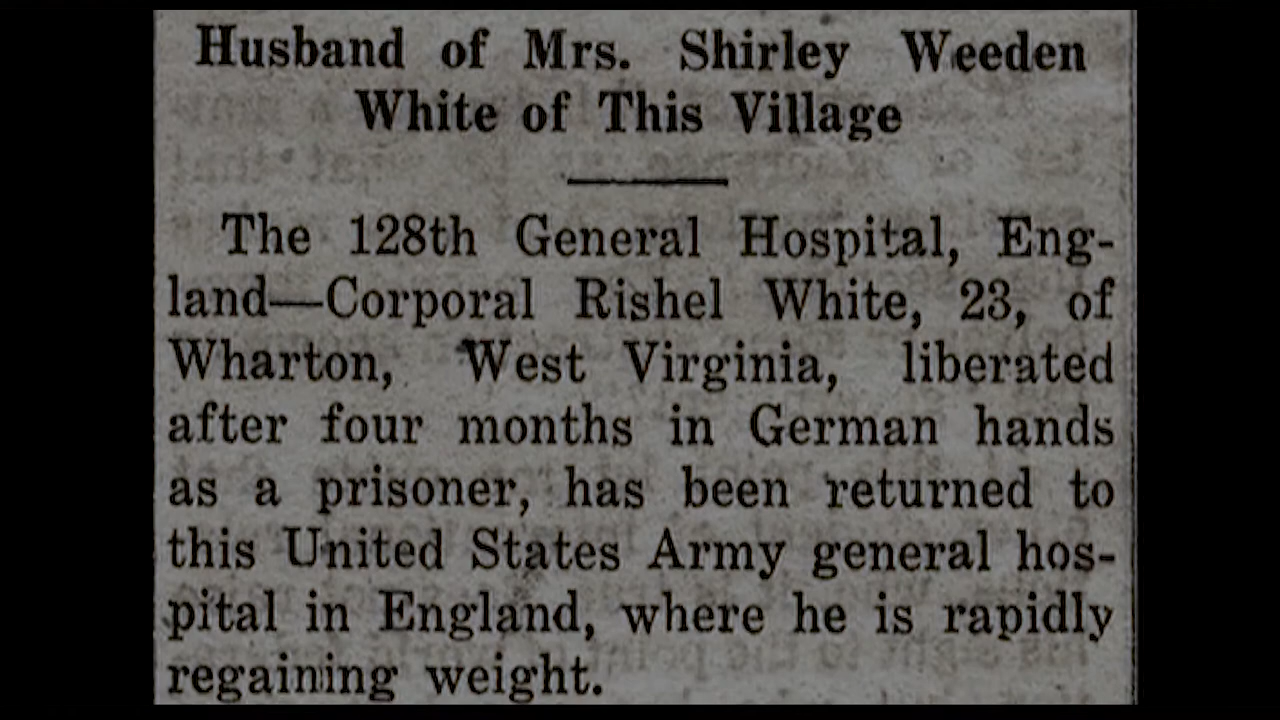 Husband of Mrs. Shirley Weeden
White of This Village
The 128th General Hospital, Eng-
land—Corporal Rishel White, 23, of
Wharton, West Virginia, liberated
after four months in German hands
as a prisoner, has been returned to
this United States Army general hos-
pital in England, where he is rapidly
regaining weight.